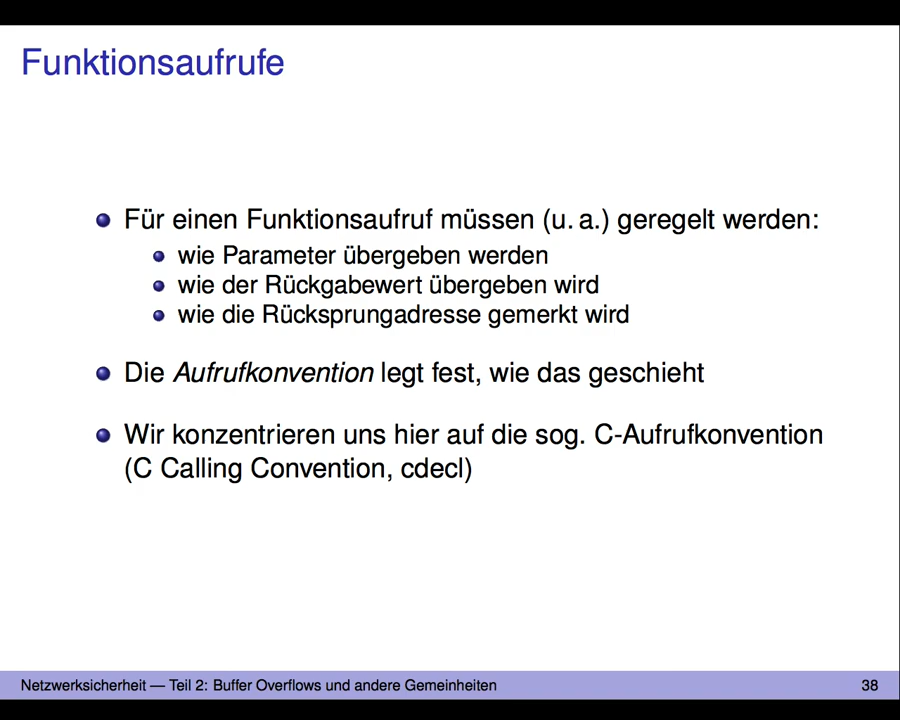 Funktionsaufrufe
Für einen Funktionsaufruf müssen (u. a.) geregelt werden:
wie Parameter übergeben werden
wie der Rückgabewert übergeben wird
wie die Rücksprungadresse gemerkt wird
Die Aufrufkonvention legt fest, wie das geschieht
Wir konzentrieren uns hier auf die sog. C-Aufrufkonvention
(C Calling Convention, cdecl)
Netzwerksicherheit — Teil 2: Buffer Overflows und andere Gemeinheiten 38